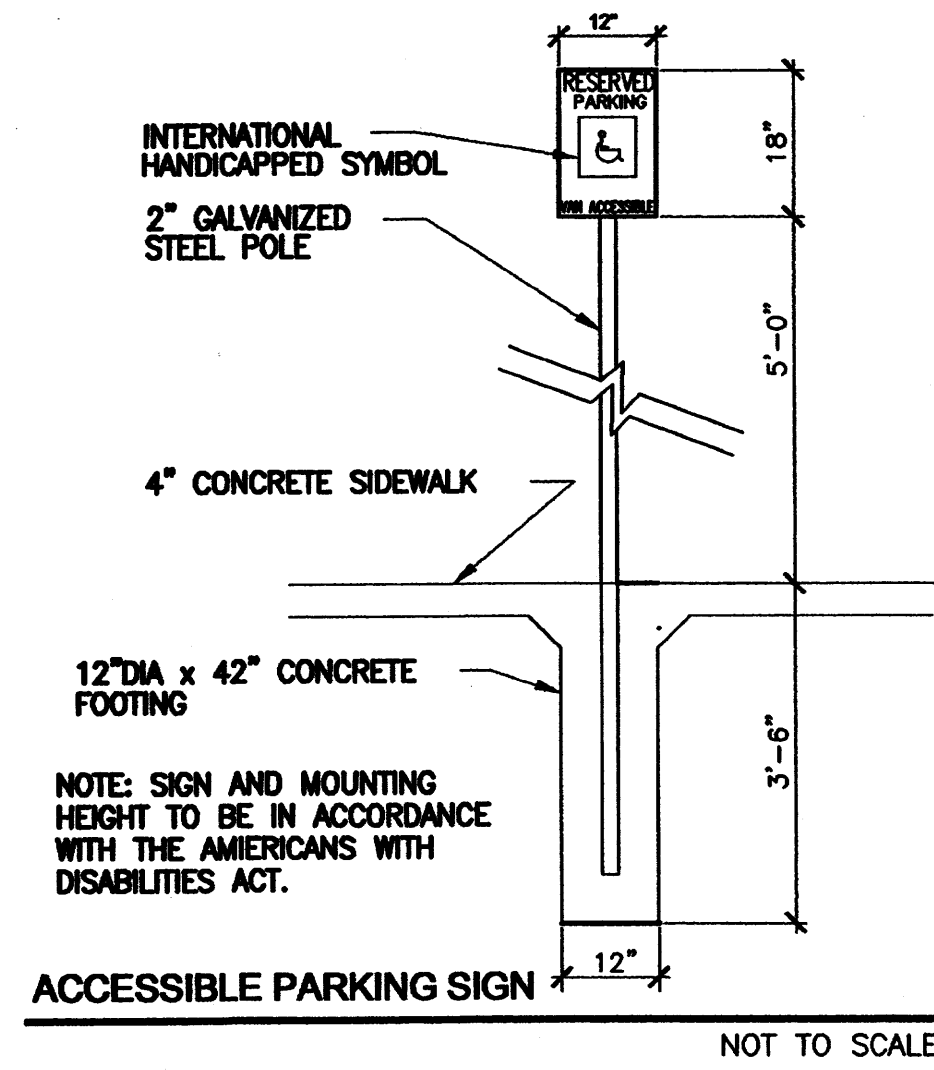 12"
RESERVED
PARKING
VAN ACCESSIBLE
18"
INTERNATIONAL
HANDICAPPED SYMBOL
2" GALVANIZED
STEEL POLE
5'-0"
4" CONCRETE SIDEWALK
12"DIA x 42" CONCRETE
FOOTING
3'-6"
NOTE: SIGN AND MOUNTING
HEIGHT TO BE IN ACCORDANCE
WITH THE AMIERICANS WITH
DISABILITIES ACT.
12"
ACCESSIBLE PARKING SIGN
NOT TO SCALE